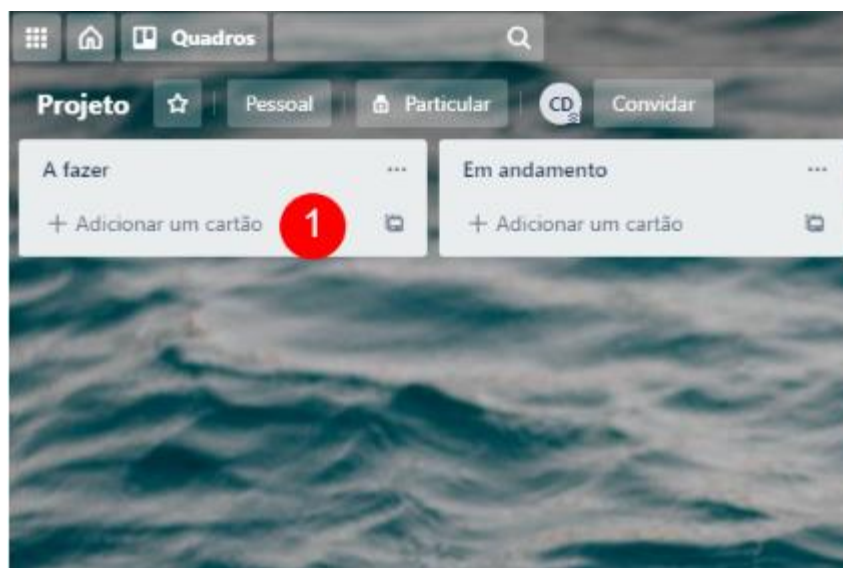 Quadros
Projeto Pessoal Particular CD Convidar
A fazer ... Em andamento ...
+ Adicionar um cartão 1 + Adicionar um cartão